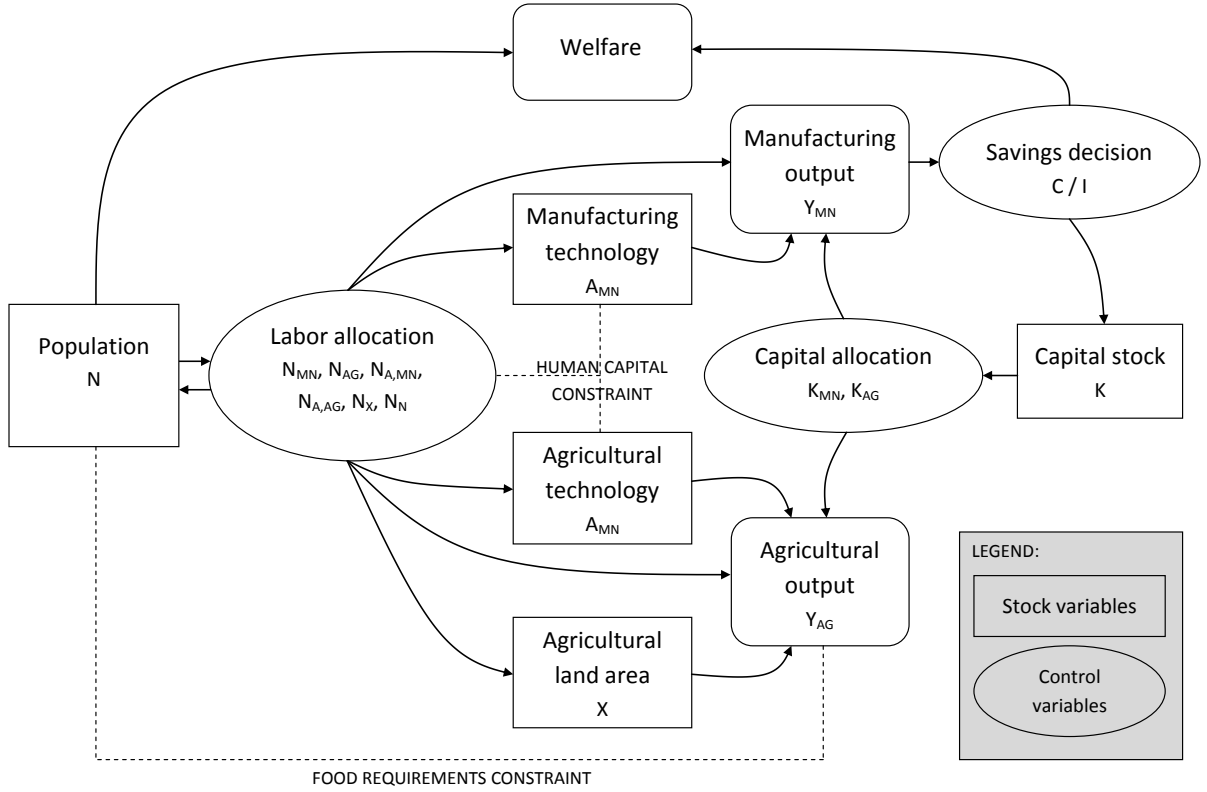 Welfare
Manufacturing
output
Y_MN
Savings decision
C / I
Manufacturing
technology
A_MN
Population
N
Labor allocation
N_MN, N_AG, N_A,MN,
N_A,AG, N_X, N_N
HUMAN CAPITAL
CONSTRAINT
Capital allocation
K_MN, K_AG
Capital stock
K
Agricultural
technology
A_MN
Agricultural
output
Y_AG
Agricultural
land area
X
LEGEND:
Stock variables
Control
variables
FOOD REQUIREMENTS CONSTRAINT